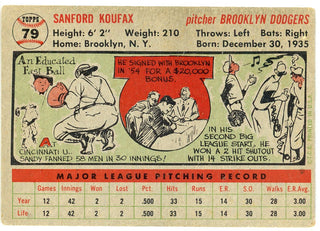 TOPPS
79
SANFORD KOUFAX
pitcher BROOKLYN DODGERS
Height: 6' 2" Weight: 210 Throws: Left Bats: Right
Home: Brooklyn, N. Y. Born: December 30, 1935
An Educated
Fast Ball
AT
CINCINNATI U.
SANDY FANNED 58 MEN IN 30 INNINGS!
HE SIGNED WITH BROOKLYN
IN '54 FOR A $20,000
BONUS.
IN HIS
SECOND BIG
LEAGUE START, HE
WON A 2 HIT SHUTOUT
WITH 14 STRIKE OUTS.
MAJOR LEAGUE PITCHING RECORD
Games Innings Won Lost Pct. Hits Runs E.R. S.O. Walks E.R.Avg.
Year 12 42 2 2 .500 33 15 14 30 28 3.00
Life 12 42 2 2 .500 33 15 14 30 28 3.00